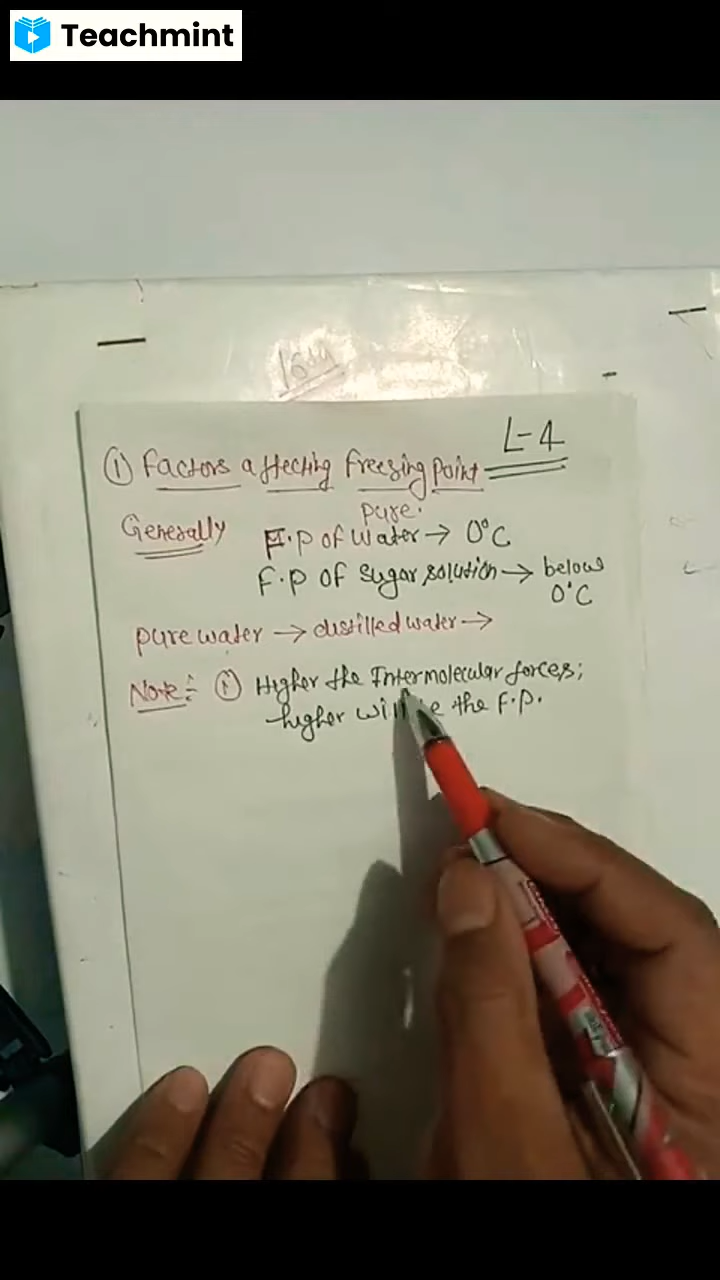 Teachmint
L-4
① Factors affecting freezing point
pure.
Generally F.p of water → 0°C
F.p of sugar solution → below
0°C
pure water → distilled water →
Note:- ① Higher the Intermolecular forces;
higher will be the F.p.